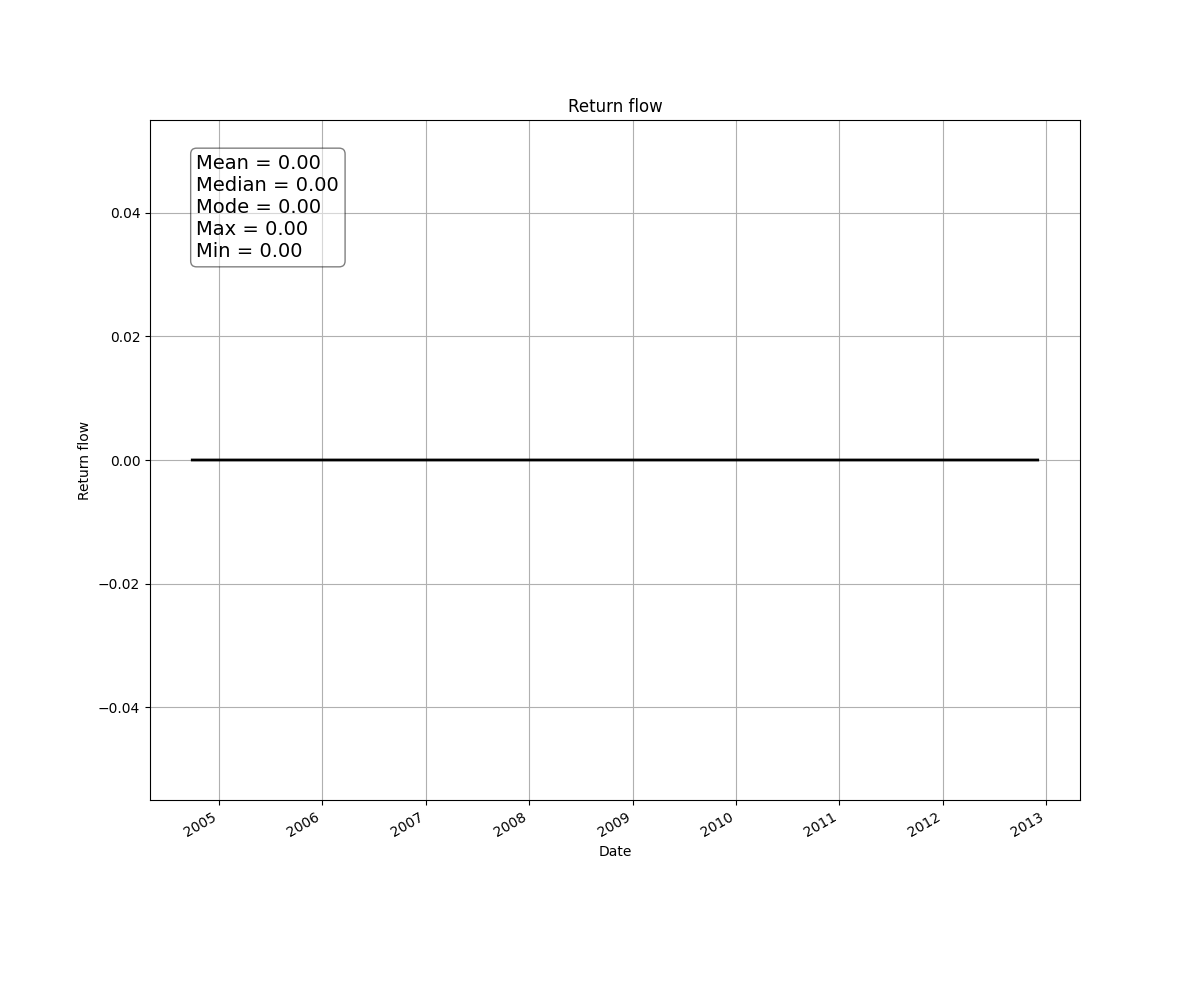 Return flow
Mean = 0.00
Median = 0.00
Mode = 0.00
Max = 0.00
Min = 0.00
0.04
0.02
0.00
−0.02
−0.04
Return flow
2005
2006
2007
2008
2009
2010
2011
2012
2013
Date